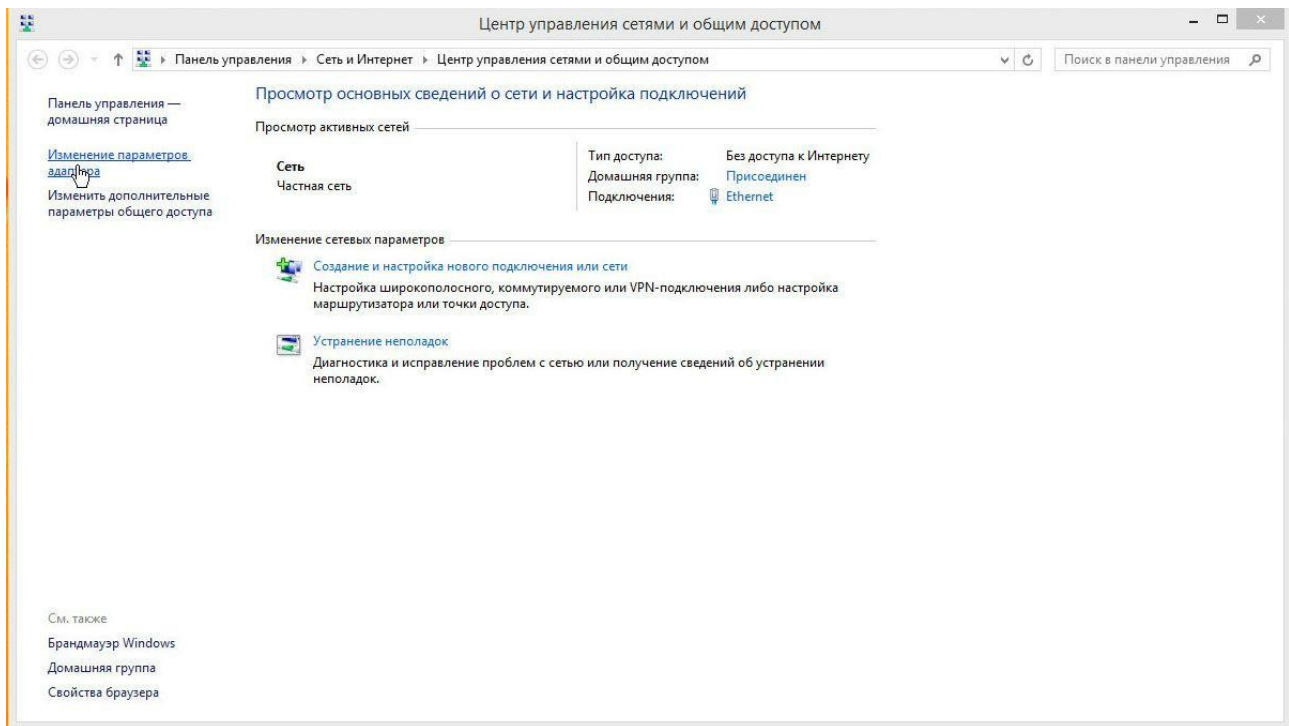 Центр управления сетями и общим доступом
Панель управления
Сеть и Интернет
Центр управления сетями и общим доступом
Поиск в панели управления
Панель управления —
домашняя страница
Изменение параметров
адаптера
Изменить дополнительные
параметры общего доступа
Просмотр основных сведений о сети и настройка подключений
Просмотр активных сетей
Сеть
Частная сеть
Тип доступа: Без доступа к Интернету
Домашняя группа: Присоединен
Подключения: Ethernet
Изменение сетевых параметров
Создание и настройка нового подключения или сети
Настройка широкополосного, коммутируемого или VPN-подключения либо настройка
маршрутизатора или точки доступа.
Устранение неполадок
Диагностика и исправление проблем с сетью или получение сведений об устранении
неполадок.
См. также
Брандмауэр Windows
Домашняя группа
Свойства браузера